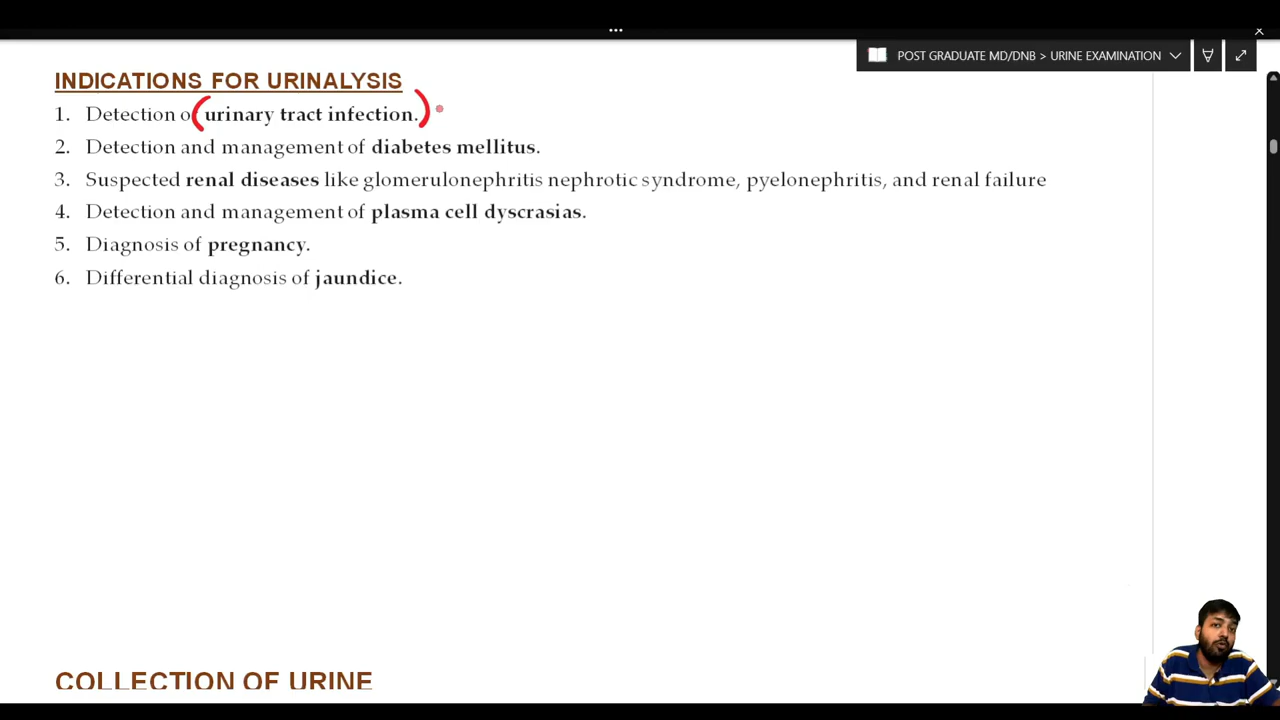 POST GRADUATE MD/DNB > URINE EXAMINATION
INDICATIONS FOR URINALYSIS
1. Detection of urinary tract infection.
2. Detection and management of diabetes mellitus.
3. Suspected renal diseases like glomerulonephritis nephrotic syndrome, pyelonephritis, and renal failure
4. Detection and management of plasma cell dyscrasias.
5. Diagnosis of pregnancy.
6. Differential diagnosis of jaundice.
COLLECTION OF URINE